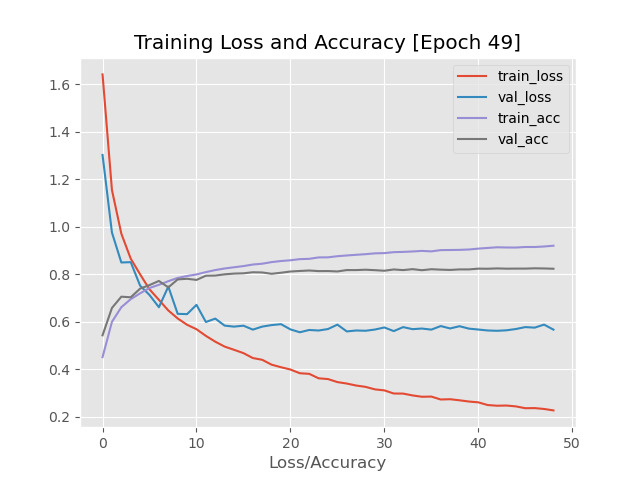 Training Loss and Accuracy [Epoch 49]
train_loss
val_loss
train_acc
val_acc
1.6
1.4
1.2
1.0
0.8
0.6
0.4
0.2
0 10 20 30 40 50
Loss/Accuracy